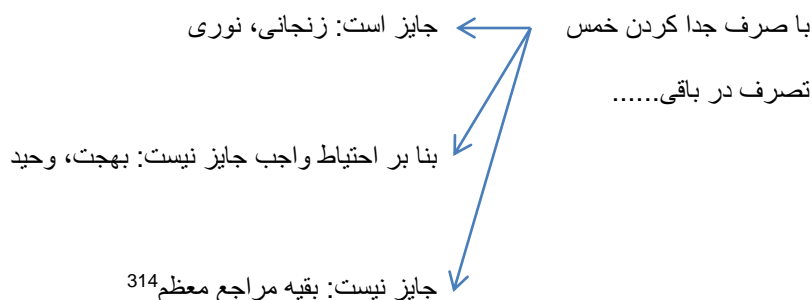 با صرف جدا کردن خمس
تصرف در باقی......
جایز است: زنجانی، نوری
بنا بر احتیاط واجب جایز نیست: بهجت، وحید
جایز نیست: بقیه مراجع معظم314